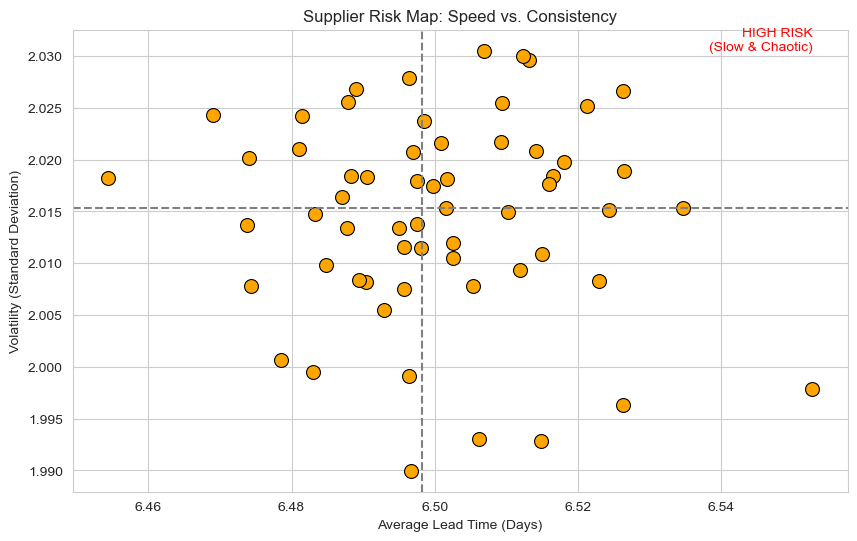 Supplier Risk Map: Speed vs. Consistency
HIGH RISK
(Slow & Chaotic)
Volatility (Standard Deviation)
2.030
2.025
2.020
2.015
2.010
2.005
2.000
1.995
1.990
6.46
6.48
6.50
6.52
6.54
Average Lead Time (Days)